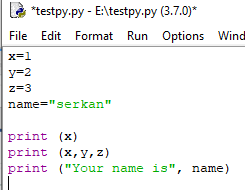 *testpy.py - E:\testpy.py (3.7.0)*
File Edit Format Run Options Window
x=1
y=2
z=3
name="serkan"
print (x)
print (x,y,z)
print ("Your name is", name)